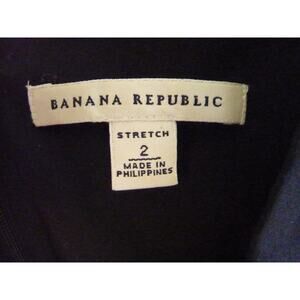 BANANA REPUBLIC
STRETCH
2
MADE IN
PHILIPPINES